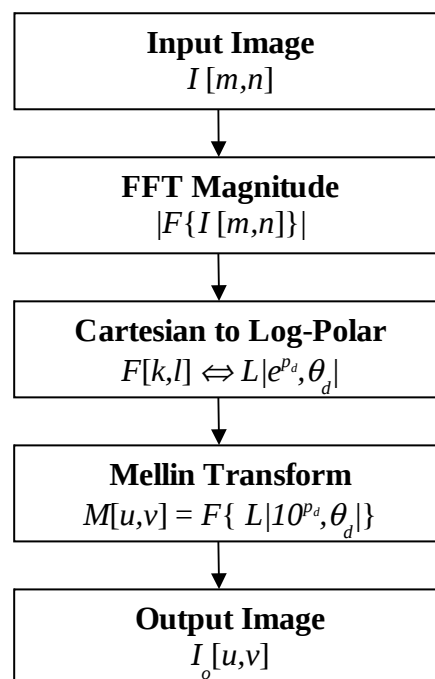 Input Image
I [m,n]
FFT Magnitude
|F{I [m,n]}|
Cartesian to Log-Polar
F[k,l] ⇔ L|e^{p_d},θ_d|
Mellin Transform
M[u,v] = F{ L|10^{p_d},θ_d|}
Output Image
I_o[u,v]